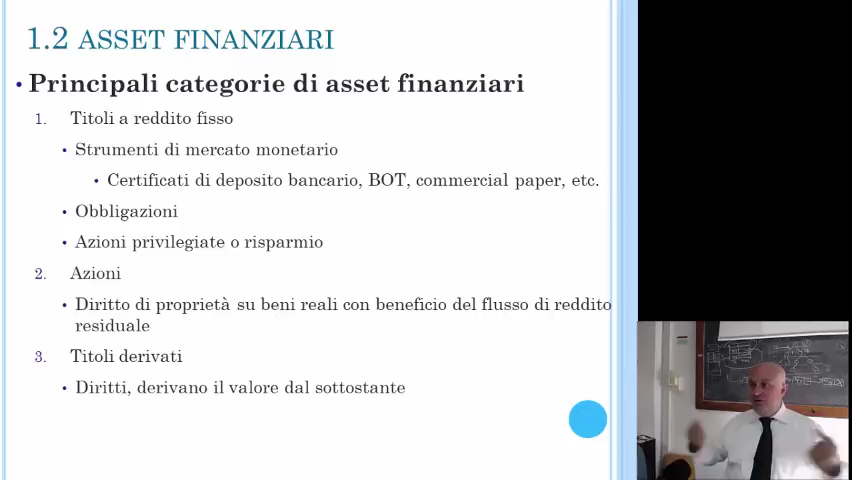 1.2 ASSET FINANZIARI
• Principali categorie di asset finanziari
1. Titoli a reddito fisso
• Strumenti di mercato monetario
• Certificati di deposito bancario, BOT, commercial paper, etc.
• Obbligazioni
• Azioni privilegiate o risparmio
2. Azioni
• Diritto di proprietà su beni reali con beneficio del flusso di reddito
residuale
3. Titoli derivati
• Diritti, derivano il valore dal sottostante